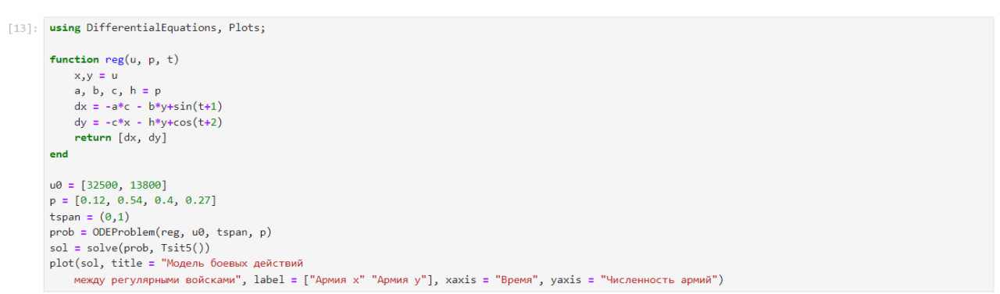 [13]: using DifferentialEquations, Plots;
function reg(u, p, t)
x,y = u
a, b, c, h = p
dx = -a*c - b*y+sin(t+1)
dy = -c*x - h*y+cos(t+2)
return [dx, dy]
end
u0 = [32500, 13800]
p = [0.12, 0.54, 0.4, 0.27]
tspan = (0,1)
prob = ODEProblem(reg, u0, tspan, p)
sol = solve(prob, Tsit5())
plot(sol, title = "Модель боевых действий
между регулярными войсками", label = ["Армия x" "Армия y"], xaxis = "Время", yaxis = "Численность армий")